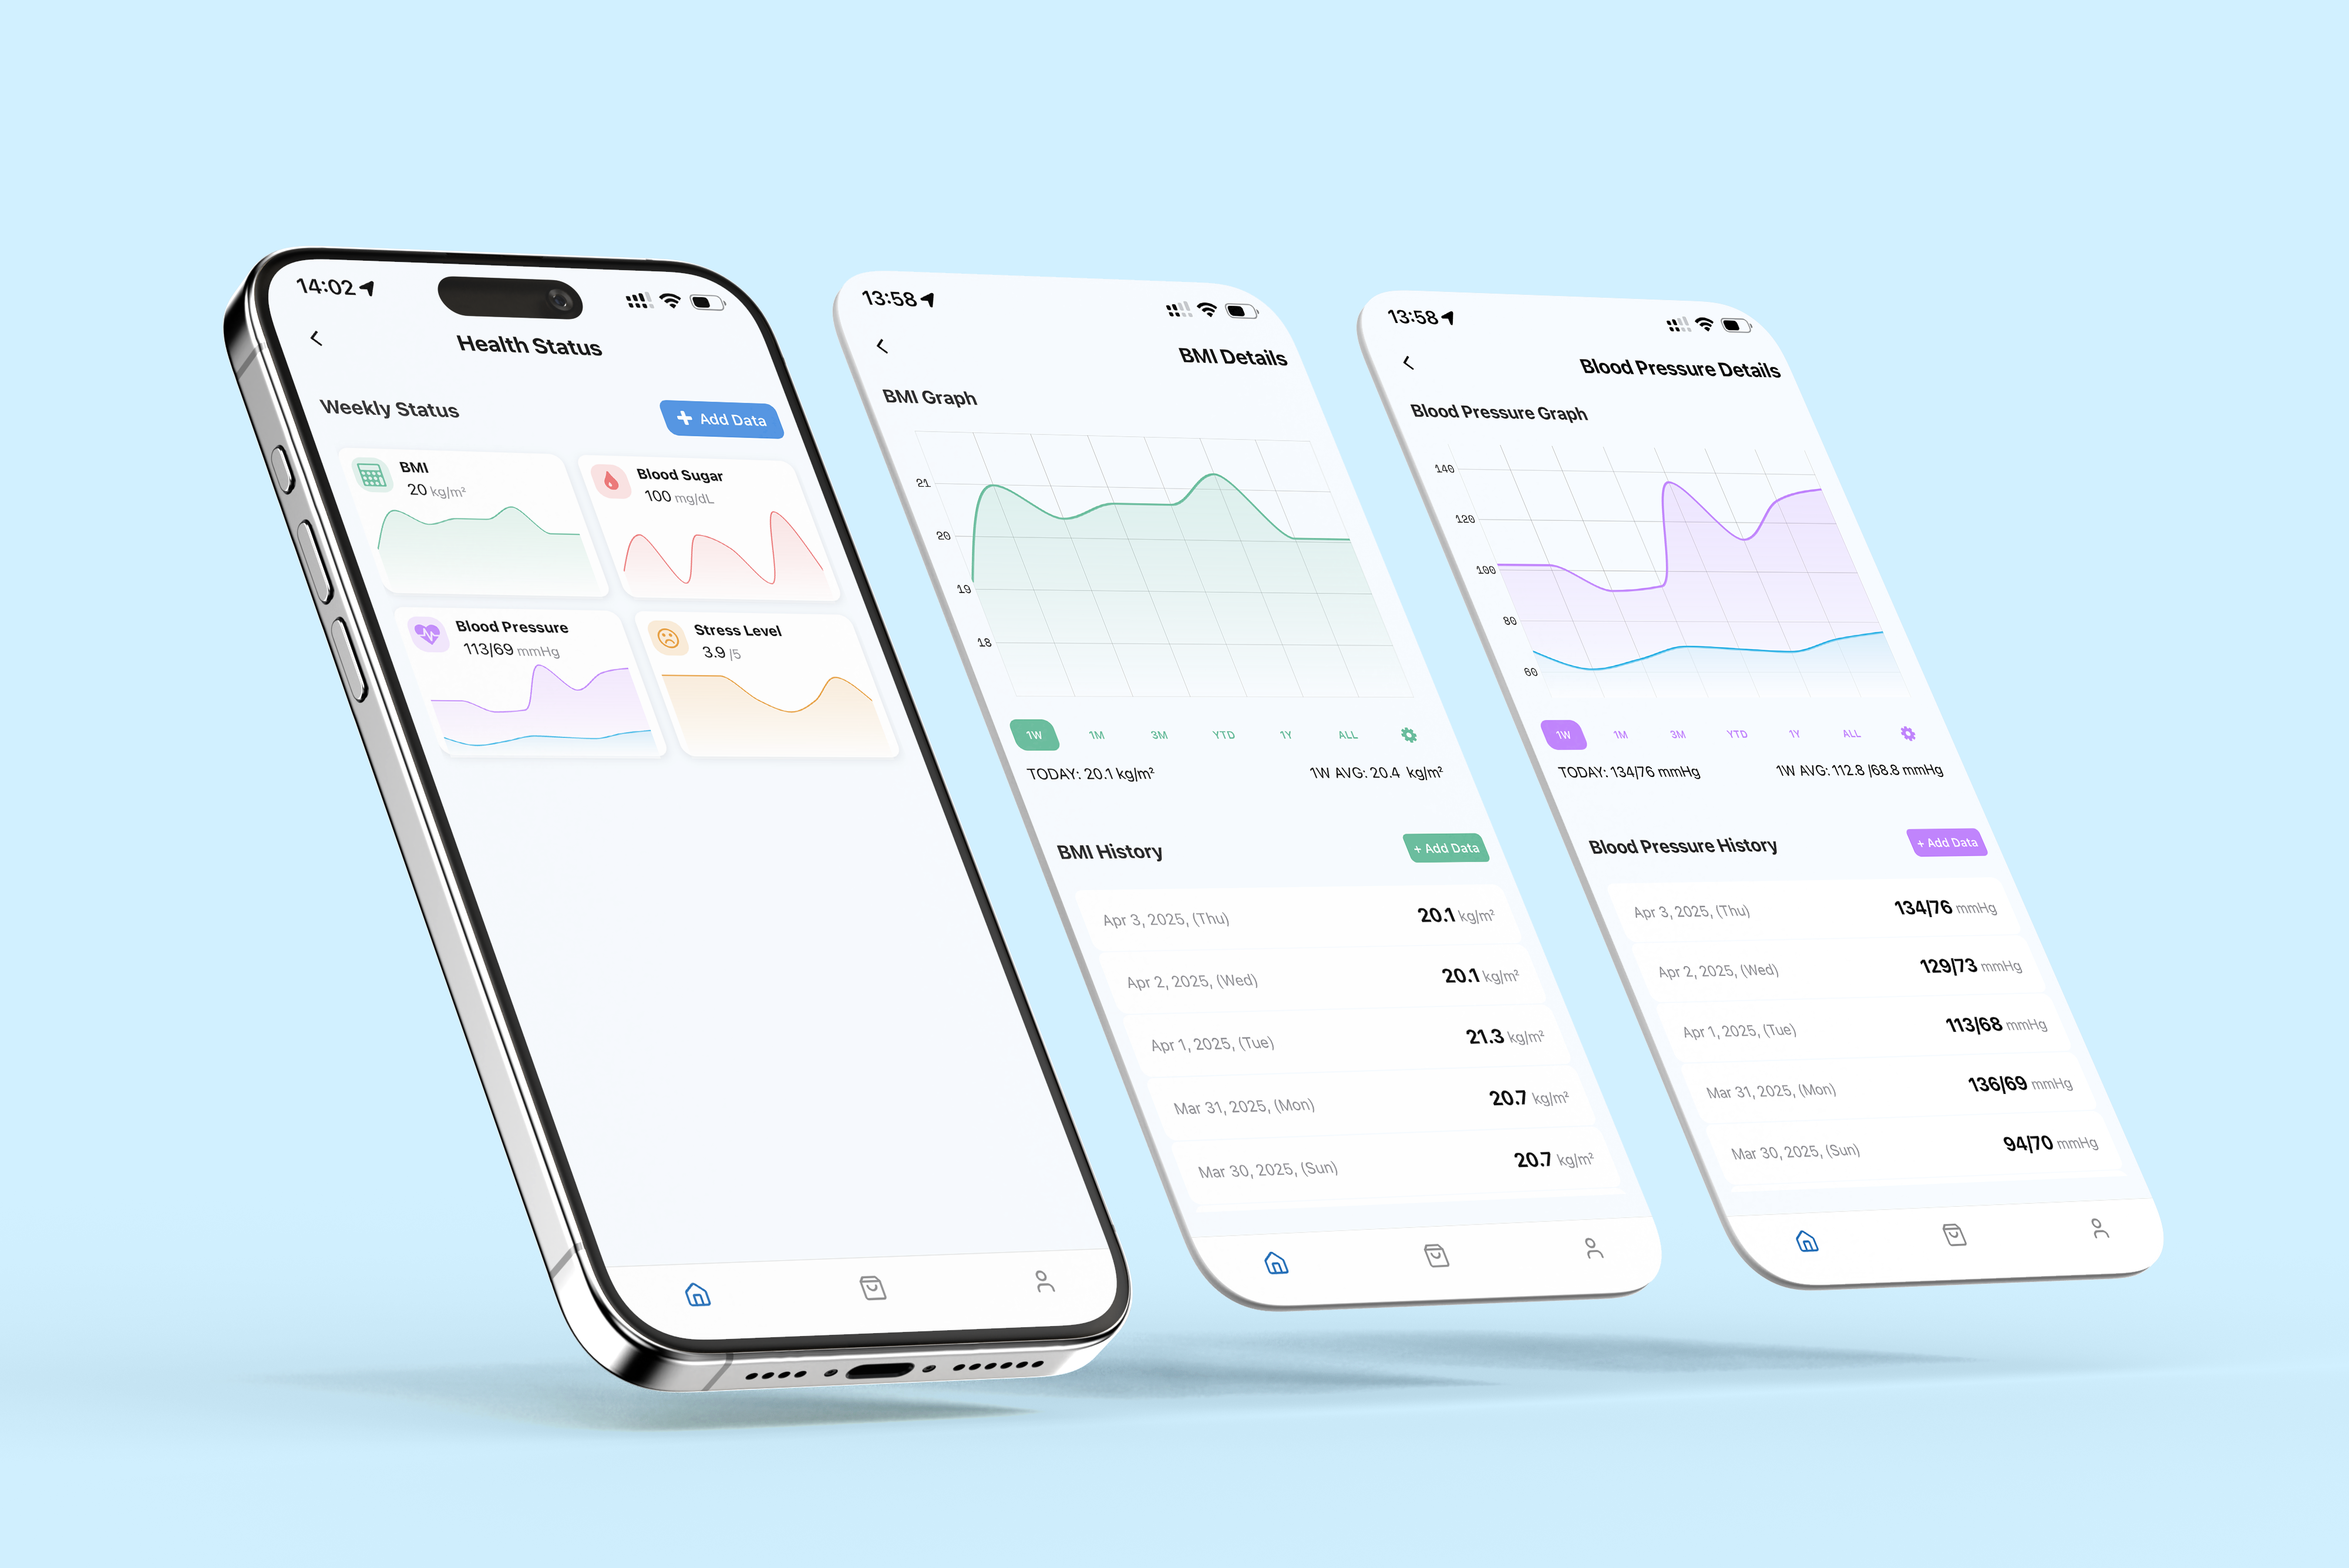 14:02
Health Status
Weekly Status
Add Data
BMI
20 kg/m²
Blood Sugar
100 mg/dL
Blood Pressure
113/69 mmHg
Stress Level
3.9 /5
13:58
BMI Details
BMI Graph
21
20
19
18
1W 1M 3M YTD 1Y ALL
TODAY: 20.1 kg/m² 1W AVG: 20.4 kg/m²
BMI History + Add Data
Apr 3, 2025, (Thu) 20.1 kg/m²
Apr 2, 2025, (Wed) 20.1 kg/m²
Apr 1, 2025, (Tue) 21.3 kg/m²
Mar 31, 2025, (Mon) 20.7 kg/m²
Mar 30, 2025, (Sun) 20.7 kg/m²
13:58
Blood Pressure Details
Blood Pressure Graph
140
120
100
80
60
1W 1M 3M YTD 1Y ALL
TODAY: 134/76 mmHg 1W AVG: 112.8 /68.8 mmHg
Blood Pressure History + Add Data
Apr 3, 2025, (Thu) 134/76 mmHg
Apr 2, 2025, (Wed) 129/73 mmHg
Apr 1, 2025, (Tue) 113/68 mmHg
Mar 31, 2025, (Mon) 136/69 mmHg
Mar 30, 2025, (Sun) 94/70 mmHg